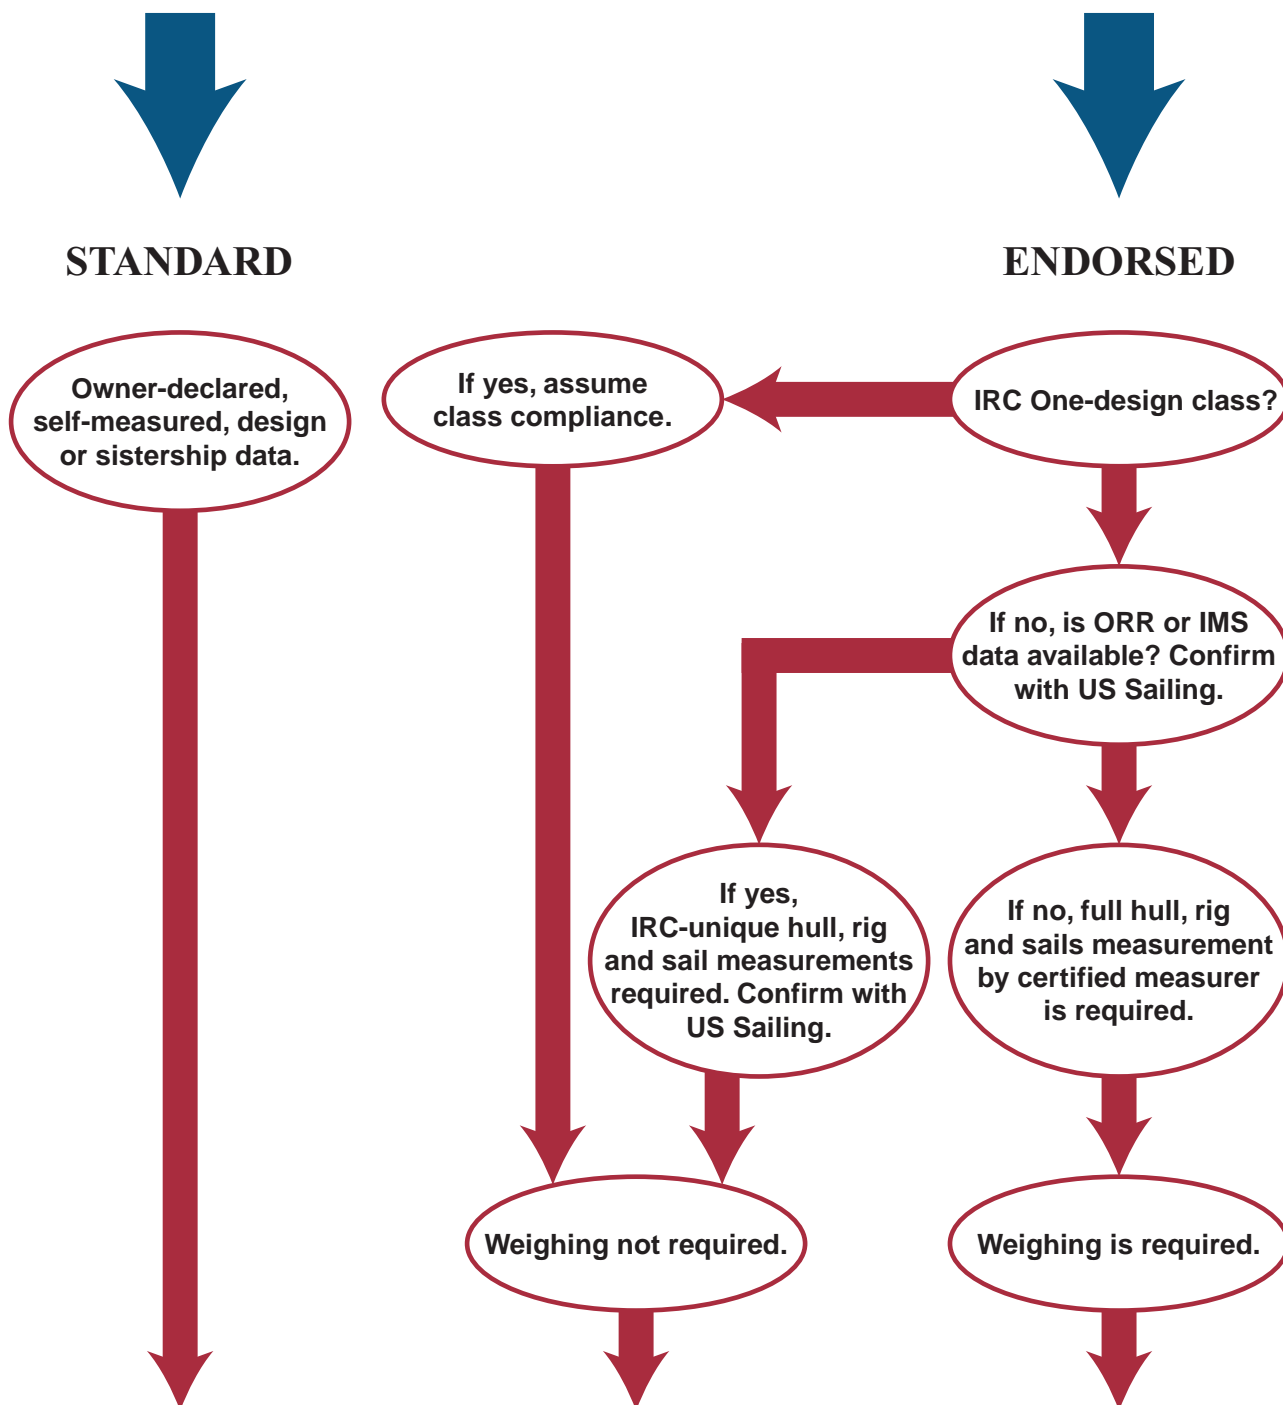 STANDARD
ENDORSED
Owner-declared,
self-measured, design
or sistership data.
If yes, assume
class compliance.
IRC One-design class?
If no, is ORR or IMS
data available? Confirm
with US Sailing.
If yes,
IRC-unique hull, rig
and sail measurements
required. Confirm with
US Sailing.
If no, full hull, rig
and sails measurement
by certified measurer
is required.
Weighing not required.
Weighing is required.